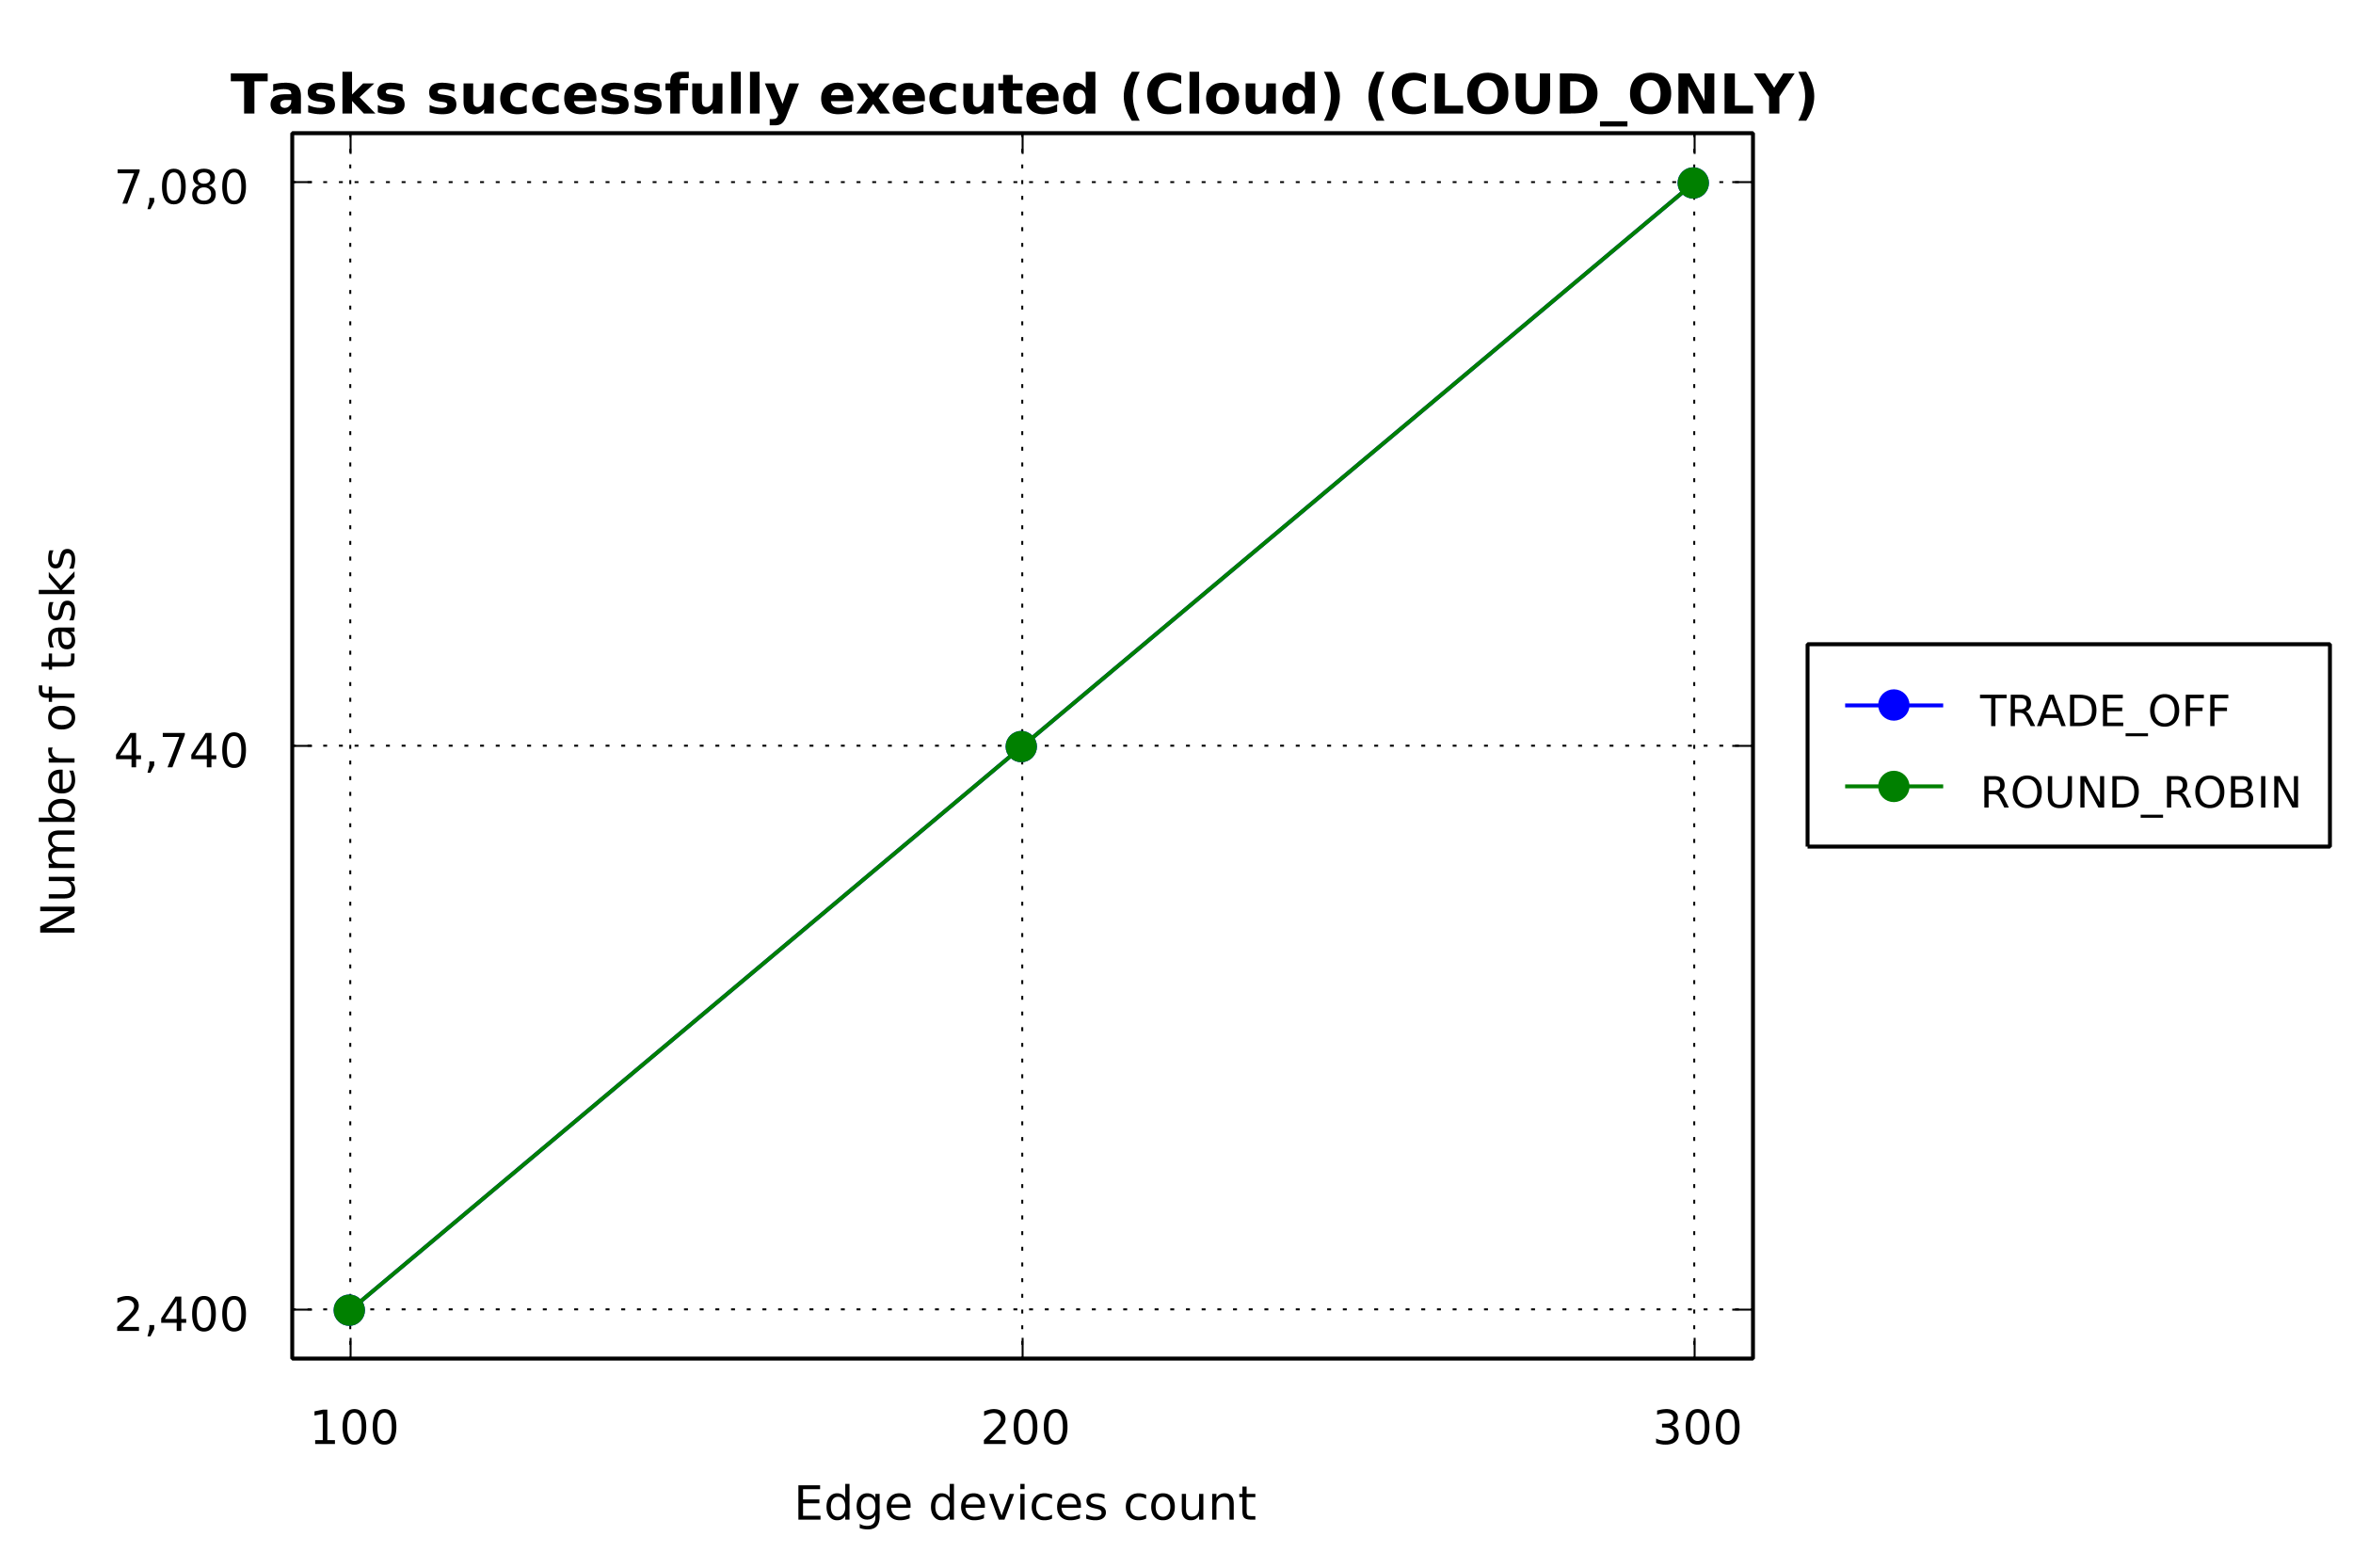 Tasks successfully executed (Cloud) (CLOUD_ONLY)
7,080
4,740
2,400
Number of tasks
100 200 300
Edge devices count
TRADE_OFF
ROUND_ROBIN